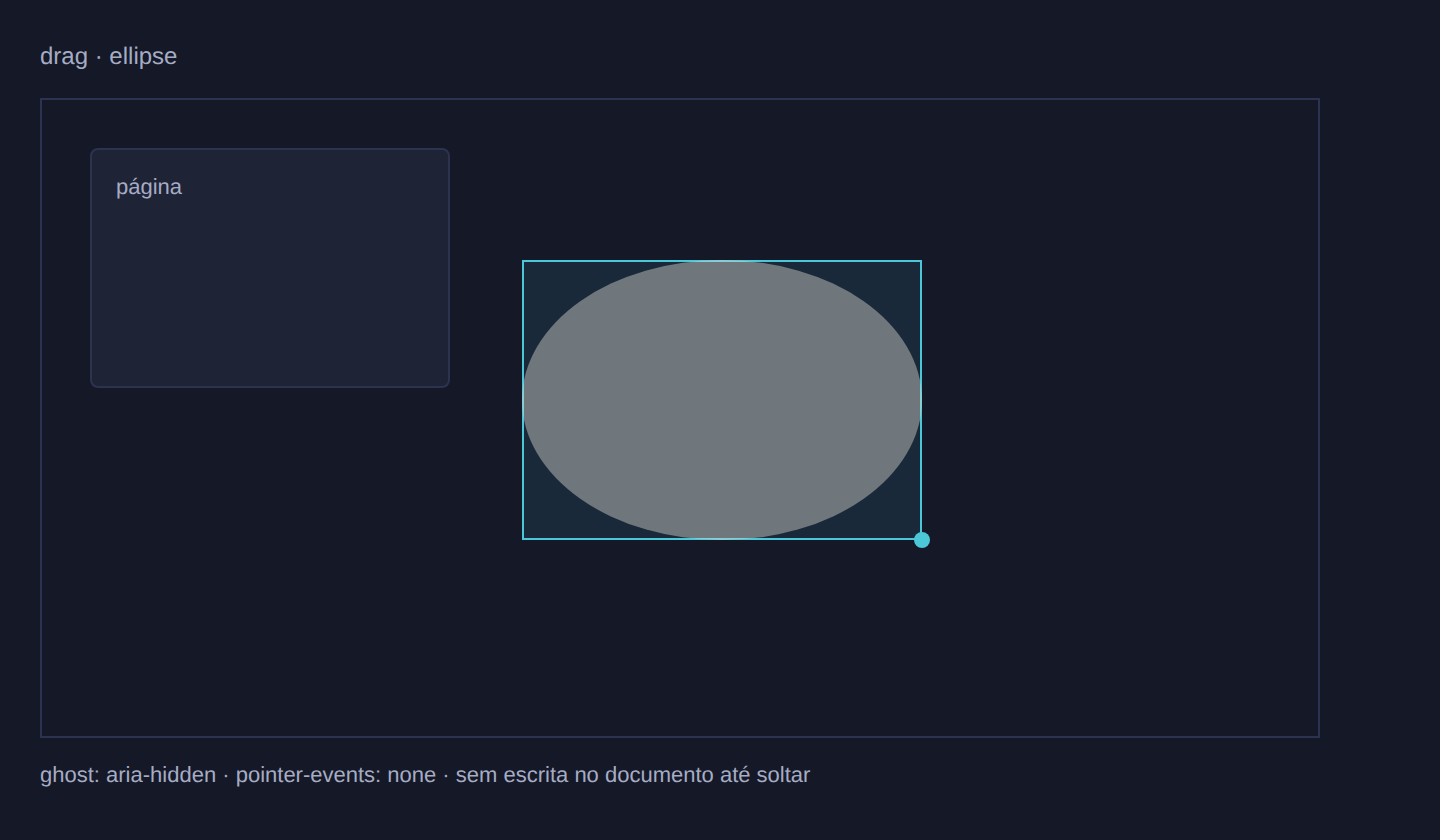 drag · ellipse
página
ghost: aria-hidden · pointer-events: none · sem escrita no documento até soltar